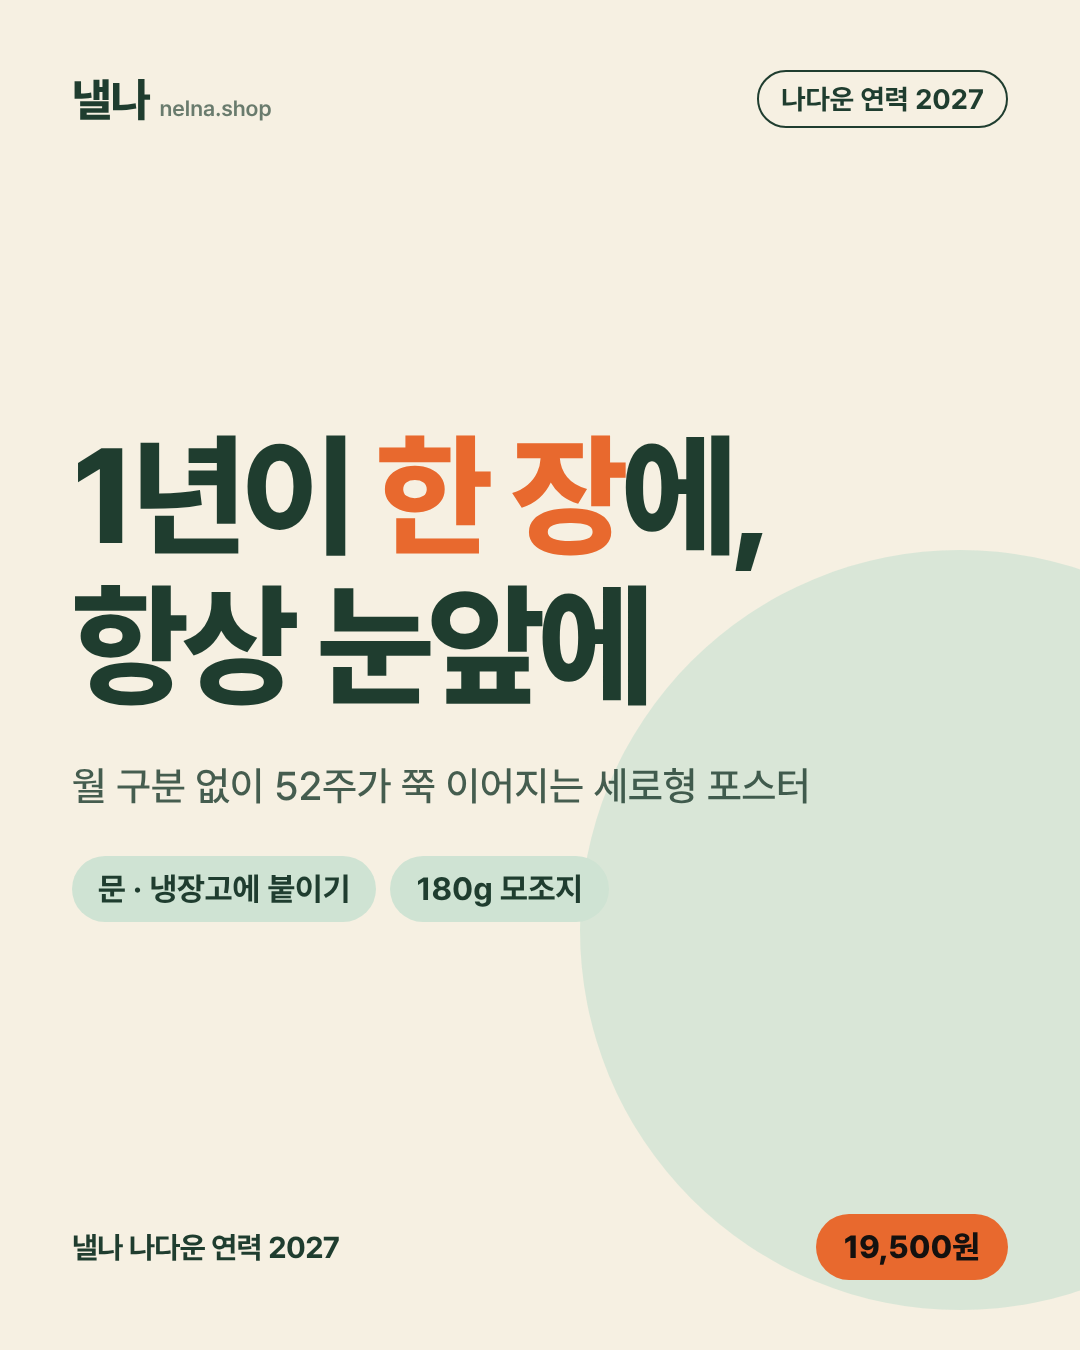 냘나 nelna.shop
나다운 연력 2027
1년이 한 장에,
항상 눈앞에
월 구분 없이 52주가 쭉 이어지는 세로형 포스터
문 · 냉장고에 붙이기
180g 모조지
냘나 나다운 연력 2027
19,500원